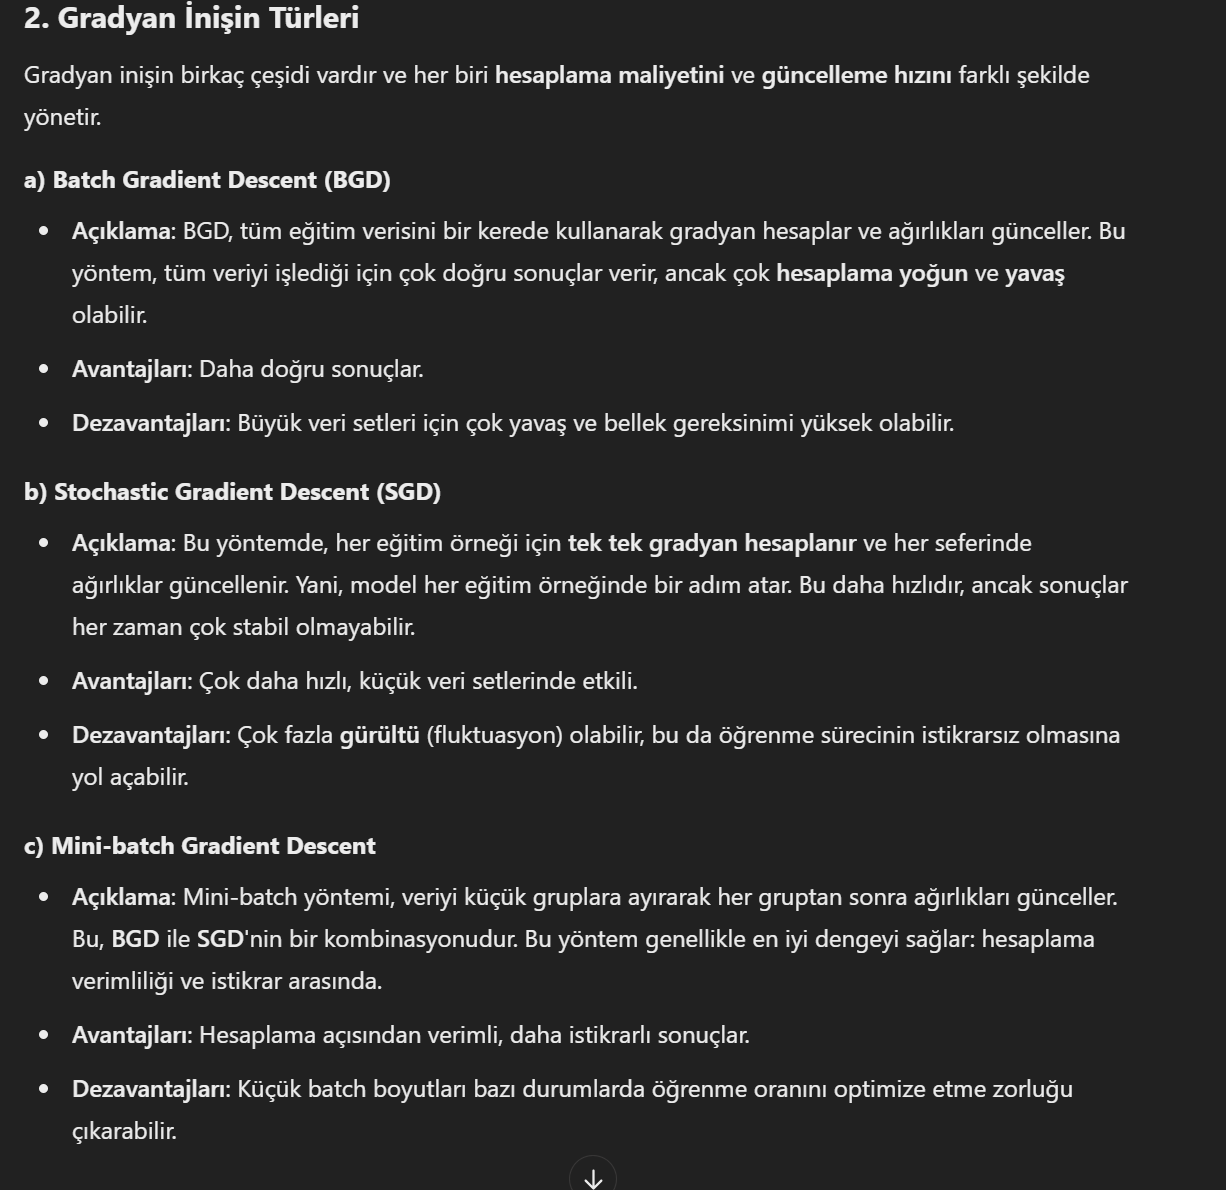 2. Gradyan İnişin Türleri
Gradyan inişin birkaç çeşidi vardır ve her biri hesaplama maliyetini ve güncelleme hızını farklı şekilde
yönetir.
a) Batch Gradient Descent (BGD)
• Açıklama: BGD, tüm eğitim verisini bir kerede kullanarak gradyan hesaplar ve ağırlıkları günceller. Bu
yöntem, tüm veriyi işlediği için çok doğru sonuçlar verir, ancak çok hesaplama yoğun ve yavaş
olabilir.
• Avantajları: Daha doğru sonuçlar.
• Dezavantajları: Büyük veri setleri için çok yavaş ve bellek gereksinimi yüksek olabilir.
b) Stochastic Gradient Descent (SGD)
• Açıklama: Bu yöntemde, her eğitim örneği için tek tek gradyan hesaplanır ve her seferinde
ağırlıklar güncellenir. Yani, model her eğitim örneğinde bir adım atar. Bu daha hızlıdır, ancak sonuçlar
her zaman çok stabil olmayabilir.
• Avantajları: Çok daha hızlı, küçük veri setlerinde etkili.
• Dezavantajları: Çok fazla gürültü (fluktuasyon) olabilir, bu da öğrenme sürecinin istikrarsız olmasına
yol açabilir.
c) Mini-batch Gradient Descent
• Açıklama: Mini-batch yöntemi, veriyi küçük gruplara ayırarak her gruptan sonra ağırlıkları günceller.
Bu, BGD ile SGD'nin bir kombinasyonudur. Bu yöntem genellikle en iyi dengeyi sağlar: hesaplama
verimliliği ve istikrar arasında.
• Avantajları: Hesaplama açısından verimli, daha istikrarlı sonuçlar.
• Dezavantajları: Küçük batch boyutları bazı durumlarda öğrenme oranını optimize etme zorluğu
çıkarabilir.